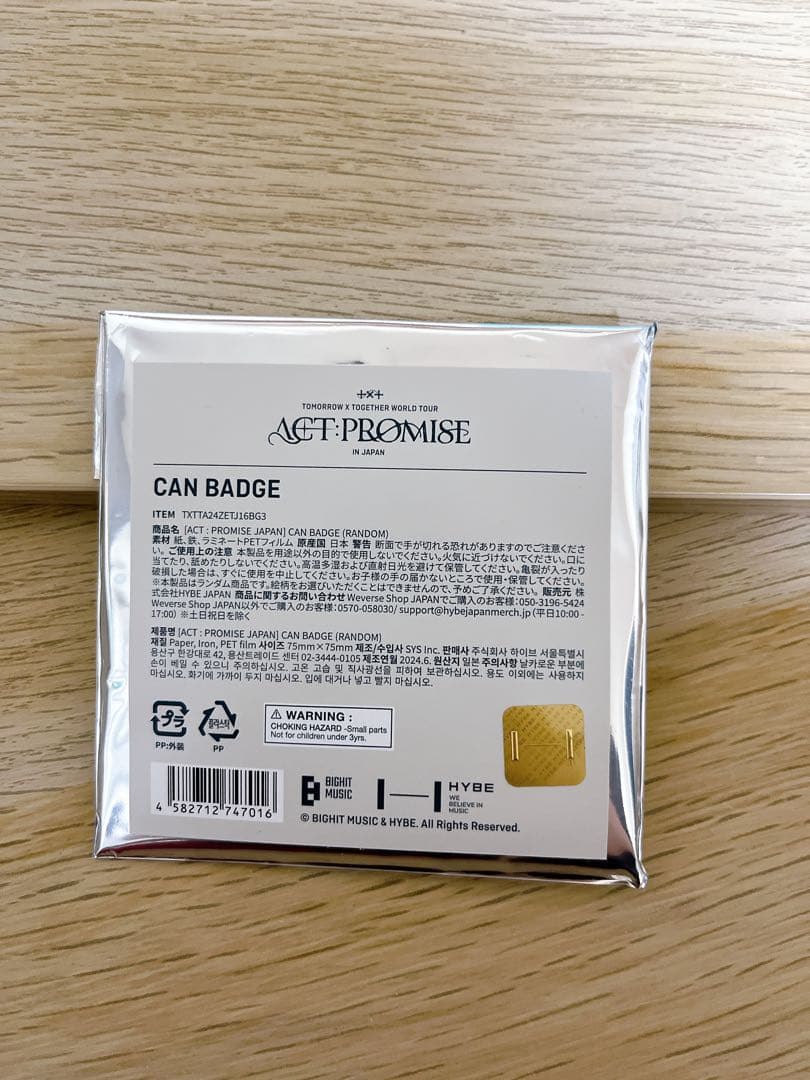 TOMORROW X TOGETHER WORLD TOUR
ACT:PROMISE
IN JAPAN
CAN BADGE
ITEM TXTTA24ZETJ16BG3
商品名 [ACT : PROMISE JAPAN] CAN BADGE (RANDOM)
素材 紙、鉄、ラミネートPETフィルム 原産国 日本 警告 断面で手が切れる恐れがありますのでご注意くださ
い。ご使用上の注意 本製品を用途以外の目的で使用しないでください。火気に近づけないでください。口に
当てたり、舐めたりしないでください。高温多湿および直射日光を避けて保管してください。亀裂が入ったり
破損した場合は、すぐに使用を中止してください。お子様の手の届かないところで使用・保管してください。
※本製品はランダム商品です。絵柄をお選びいただくことはできませんので、予めご了承ください。販売元 株
式会社HYBE JAPAN 商品に関するお問い合わせ Weverse Shop JAPANでご購入のお客様：050-3196-5424
Weverse Shop JAPAN以外でご購入のお客様：0570-058030/ support@hybejapanmerch.jp (平日10:00 -
17:00) ※土日祝日を除く
제품명 [ACT : PROMISE JAPAN] CAN BADGE (RANDOM)
재질 Paper, Iron, PET film 사이즈 75mm×75mm 제조/수입사 SYS Inc. 판매사 주식회사 하이브 서울특별시
용산구 한강대로 42, 용산트레이드 센터 02-3444-0105 제조연월 2024.6. 원산지 일본 주의사항 날카로운 부분에
손이 베일 수 있으니 주의하십시오. 고온 고습 및 직사광선을 피하여 보관하십시오. 용도 이외에는 사용하지
마십시오. 화기에 가까이 두지 마십시오. 입에 대거나 넣고 빨지 마십시오.
プラ
PP:外装
플라스틱
PP
⚠ WARNING :
CHOKING HAZARD -Small parts
Not for children under 3yrs.
4 582712 747016
BIGHIT
MUSIC
HYBE
WE
BELIEVE IN
MUSIC
© BIGHIT MUSIC & HYBE. All Rights Reserved.